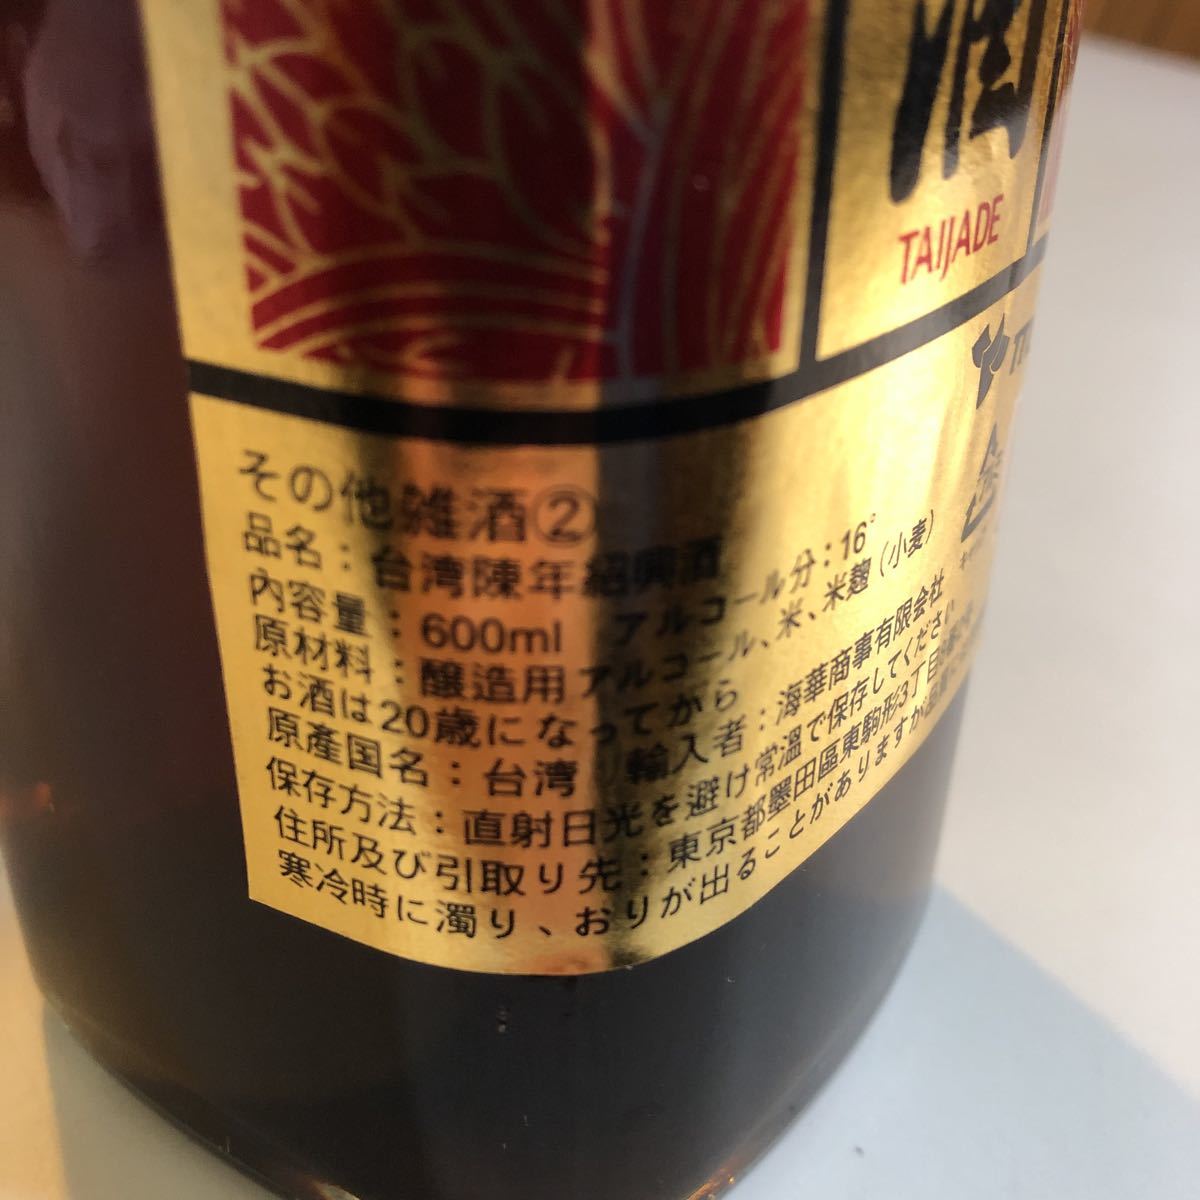 酒
TAIJADE
その他雑酒②
品名：台湾陳年紹興酒
内容量：600ml アルコール分：16°
原材料：醸造用アルコール、米、米麹（小麦）
お酒は20歳になってから
原產国名：台湾 輸入者：海華商事有限会社
保存方法：直射日光を避け常温で保存してください
住所及び引取り先：東京都墨田區東駒形3丁目
寒冷時に濁り、おりが出ることがありますが品質に